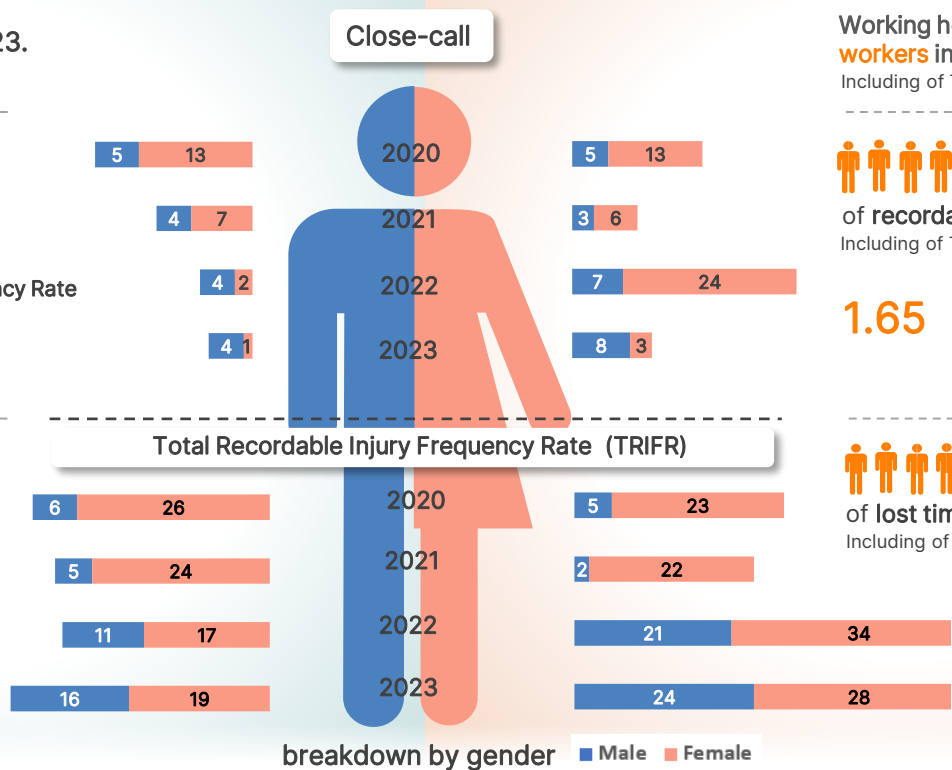 23.
Close-call
Working h
workers in
Including of T
5 13 2020 5 13
4 7 2021 3 6
of recorda
Including of T
ncy Rate
4 2 2022 7 24
1.65
4 1 2023 8 3
Total Recordable Injury Frequency Rate (TRIFR)
6 26 2020 5 23
of lost tim
Including of
5 24 2021 2 22
11 17 2022 21 34
16 19 2023 24 28
breakdown by gender
Male Female